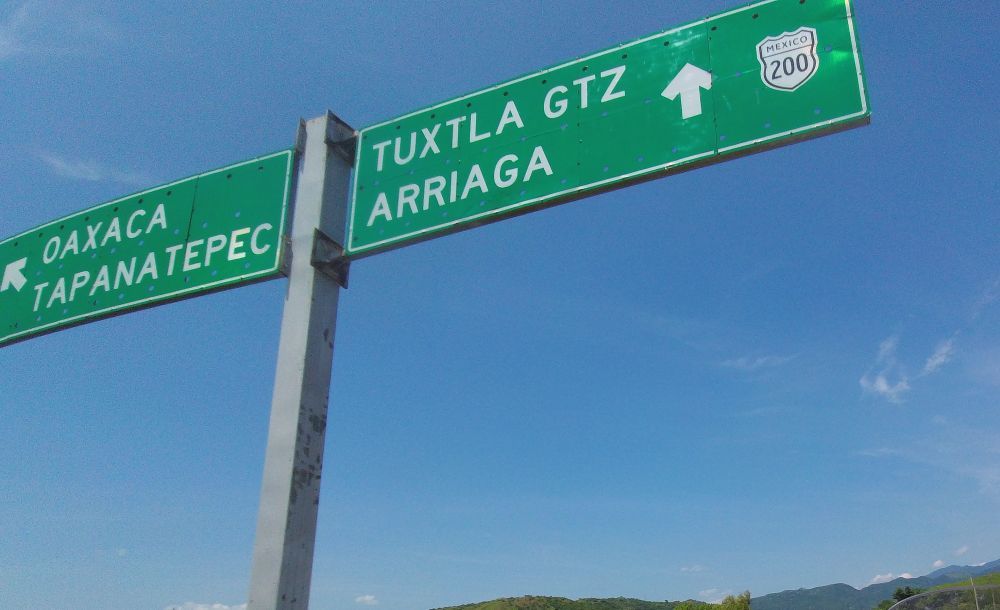 OAXACA
TAPANATEPEC
TUXTLA GTZ
ARRIAGA
MEXICO
200